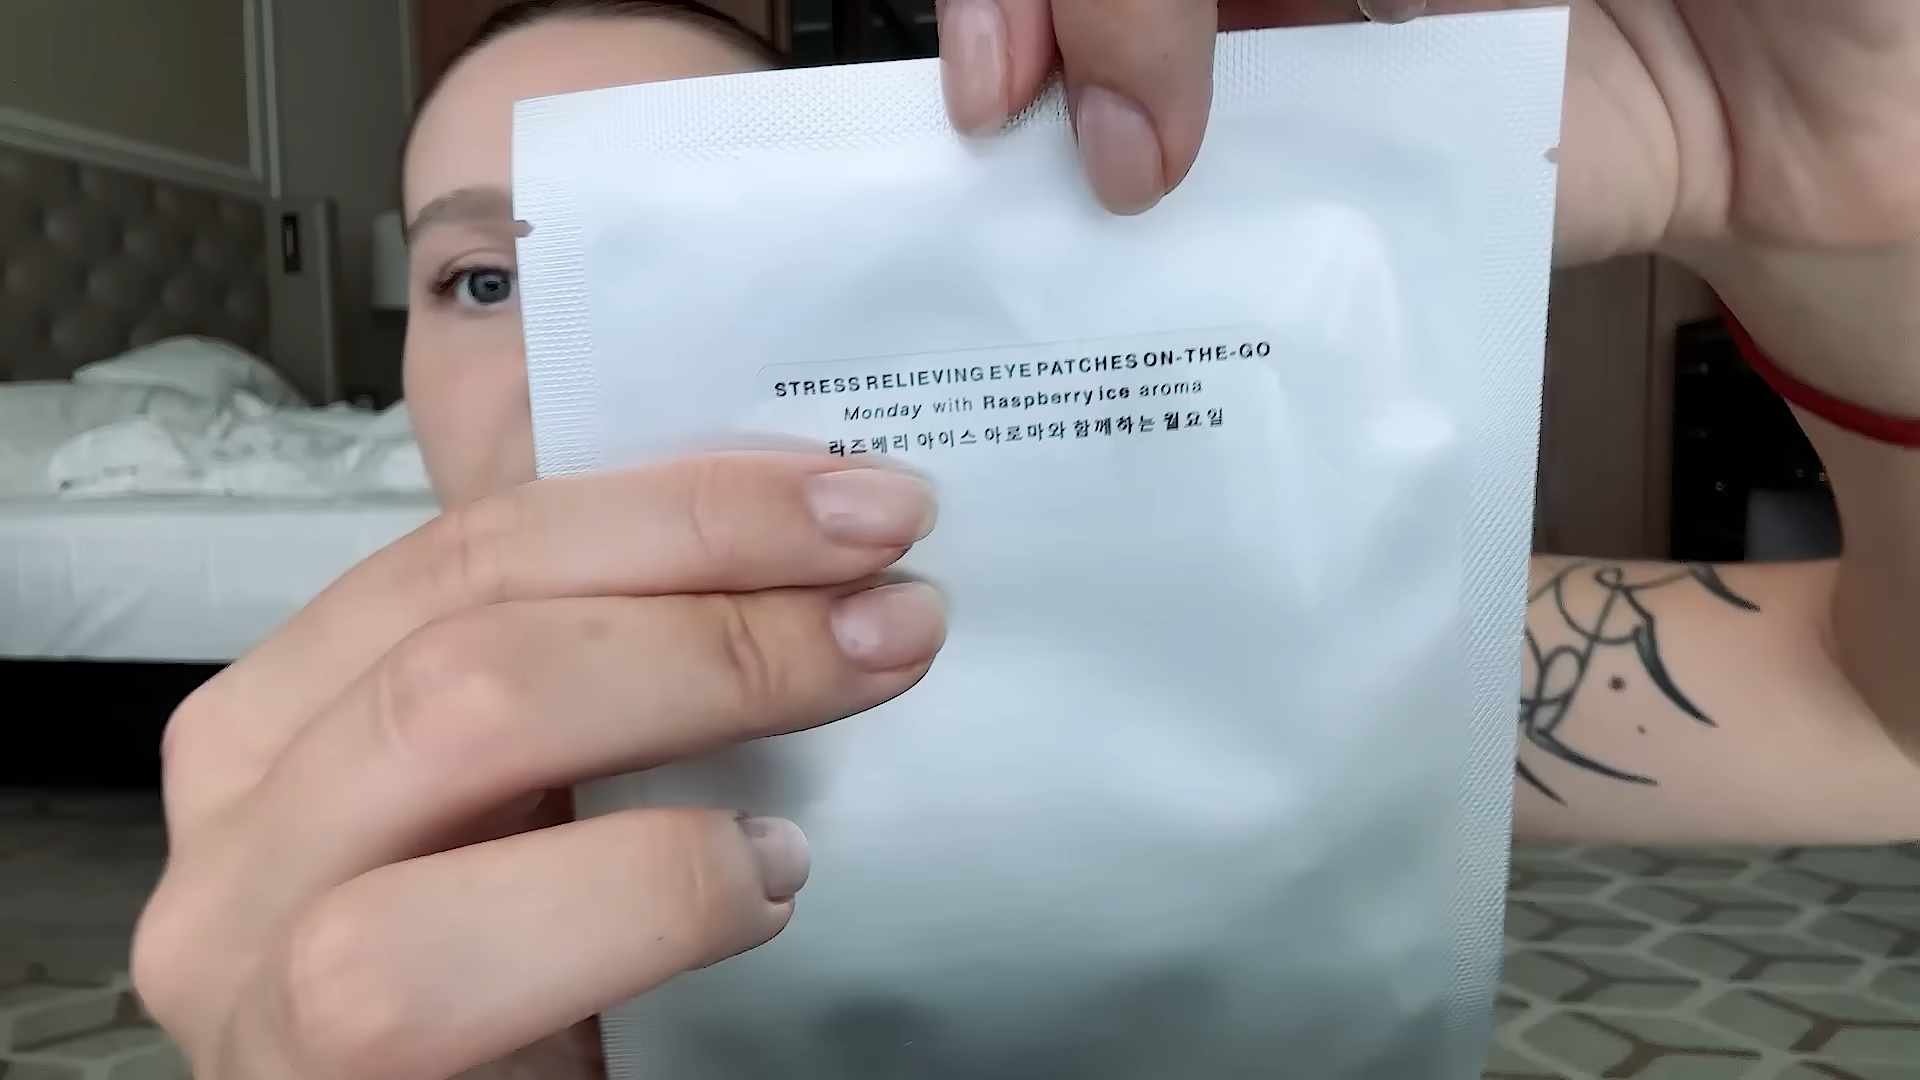 STRESS RELIEVING EYE PATCHES ON-THE-GO
Monday with Raspberry ice aroma
라즈베리 아이스 아로마와 함께하는 월요일